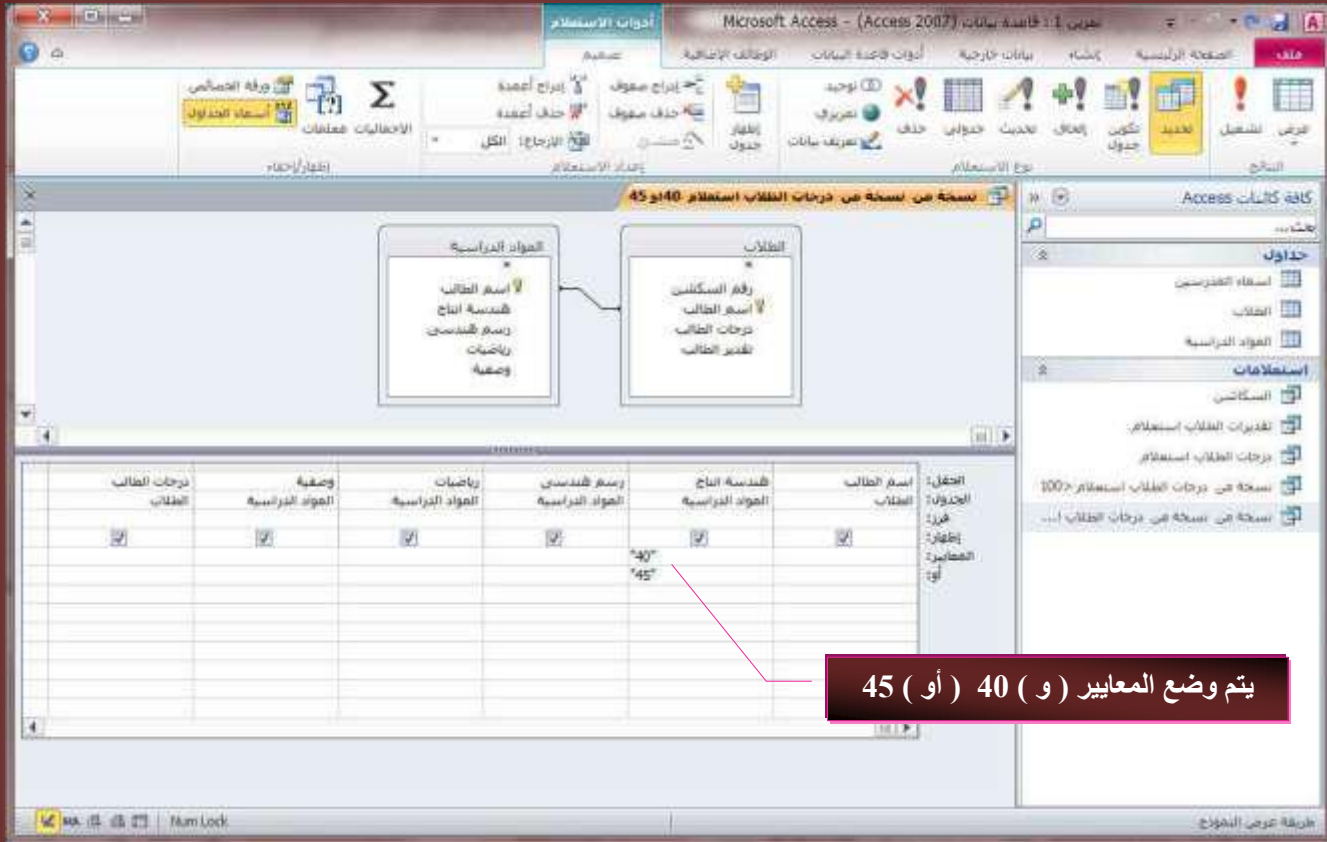 تمرين 1 : قاعدة بيانات (Access 2007) - Microsoft Access
أدوات الاستعلام
ملف الصفحة الرئيسية إنشاء بيانات خارجية أدوات قاعدة البيانات الوظائف الإضافية تصميم
عرض تشغيل تحديد تكوين جدول إلحاق تحديث جدولي حذف
توحيد
تمريري
تعريف بيانات
إظهار جدول
إدراج صفوف
حذف صفوف
منشئ
إدراج أعمدة
حذف أعمدة
الإرجاع: الكل
الاجماليات معلمات
ورقة الخصائص
أسماء الجداول
النتائج نوع الاستعلام إعداد الاستعلام إظهار/إخفاء
كافة كائنات Access
بحث...
جداول
اسماء المدرسين
الطلاب
المواد الدراسية
استعلامات
السكاشن
تقديرات الطلاب استعلام
درجات الطلاب استعلام
نسخة من درجات الطلاب استعلام <100
نسخة من نسخة من درجات الطلاب ا...
نسخة من نسخة من درجات الطلاب استعلام 40او 45
الطلاب
*
رقم السكشن
اسم الطالب
درجات الطالب
تقدير الطالب
المواد الدراسية
*
اسم الطالب
هندسة انتاج
رسم هندسى
رياضيات
وصفية
الحقل: اسم الطالب هندسة انتاج رسم هندسى رياضيات وصفية درجات الطالب
الجدول: الطلاب المواد الدراسية المواد الدراسية المواد الدراسية المواد الدراسية الطلاب
فرز:
إظهار:
المعايير: "40"
أو: "45"
يتم وضع المعايير ( و ) 40 ( أو ) 45
طريقة عرض النموذج
Num Lock